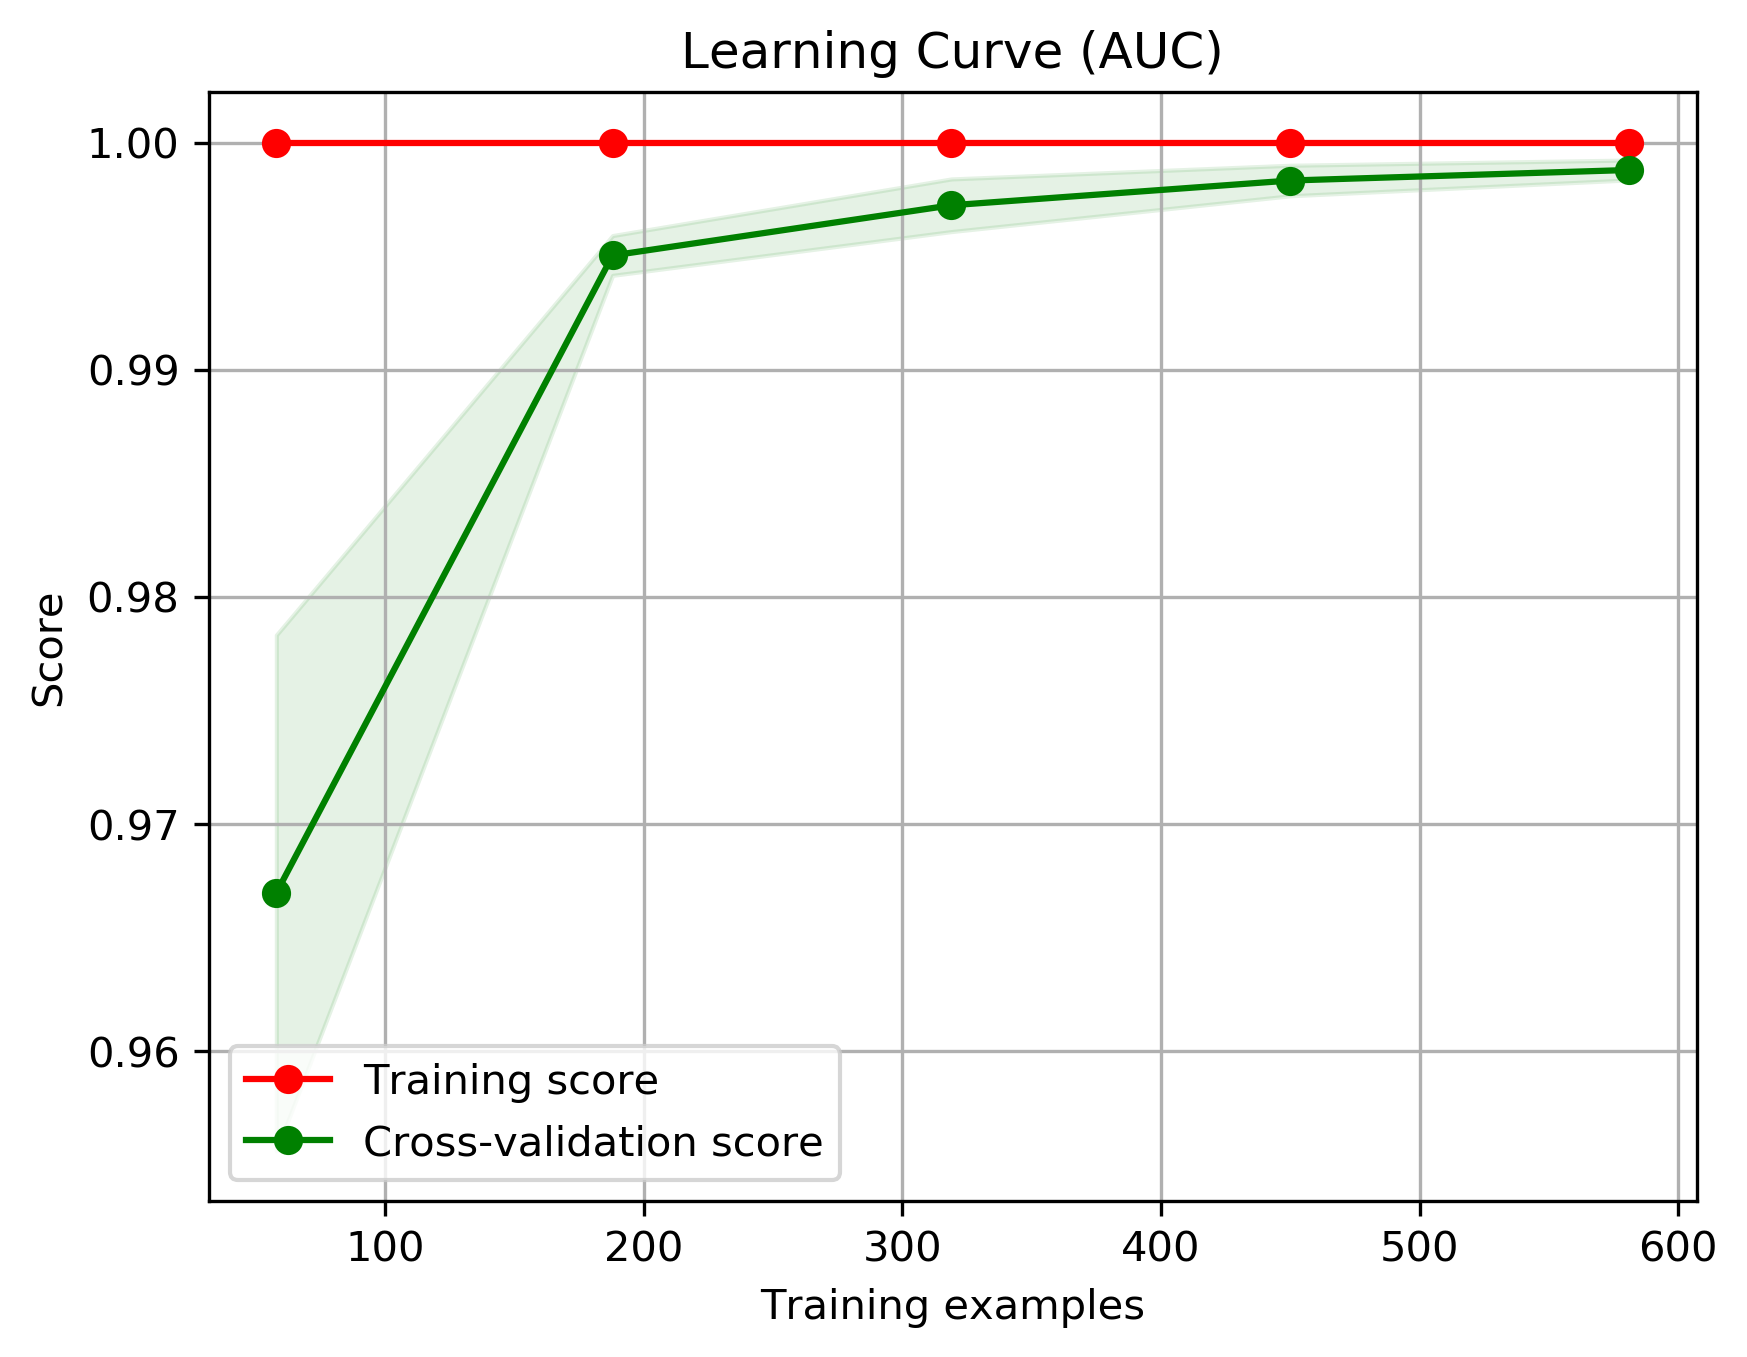 Learning Curve (AUC)
1.00
0.99
0.98
0.97
0.96
Score
Training score
Cross-validation score
100 200 300 400 500 600
Training examples